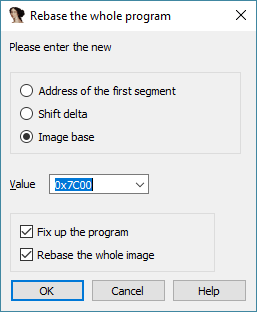 Rebase the whole program
Please enter the new
Address of the first segment
Shift delta
Image base
Value 0x7C00
Fix up the program
Rebase the whole image
OK Cancel Help